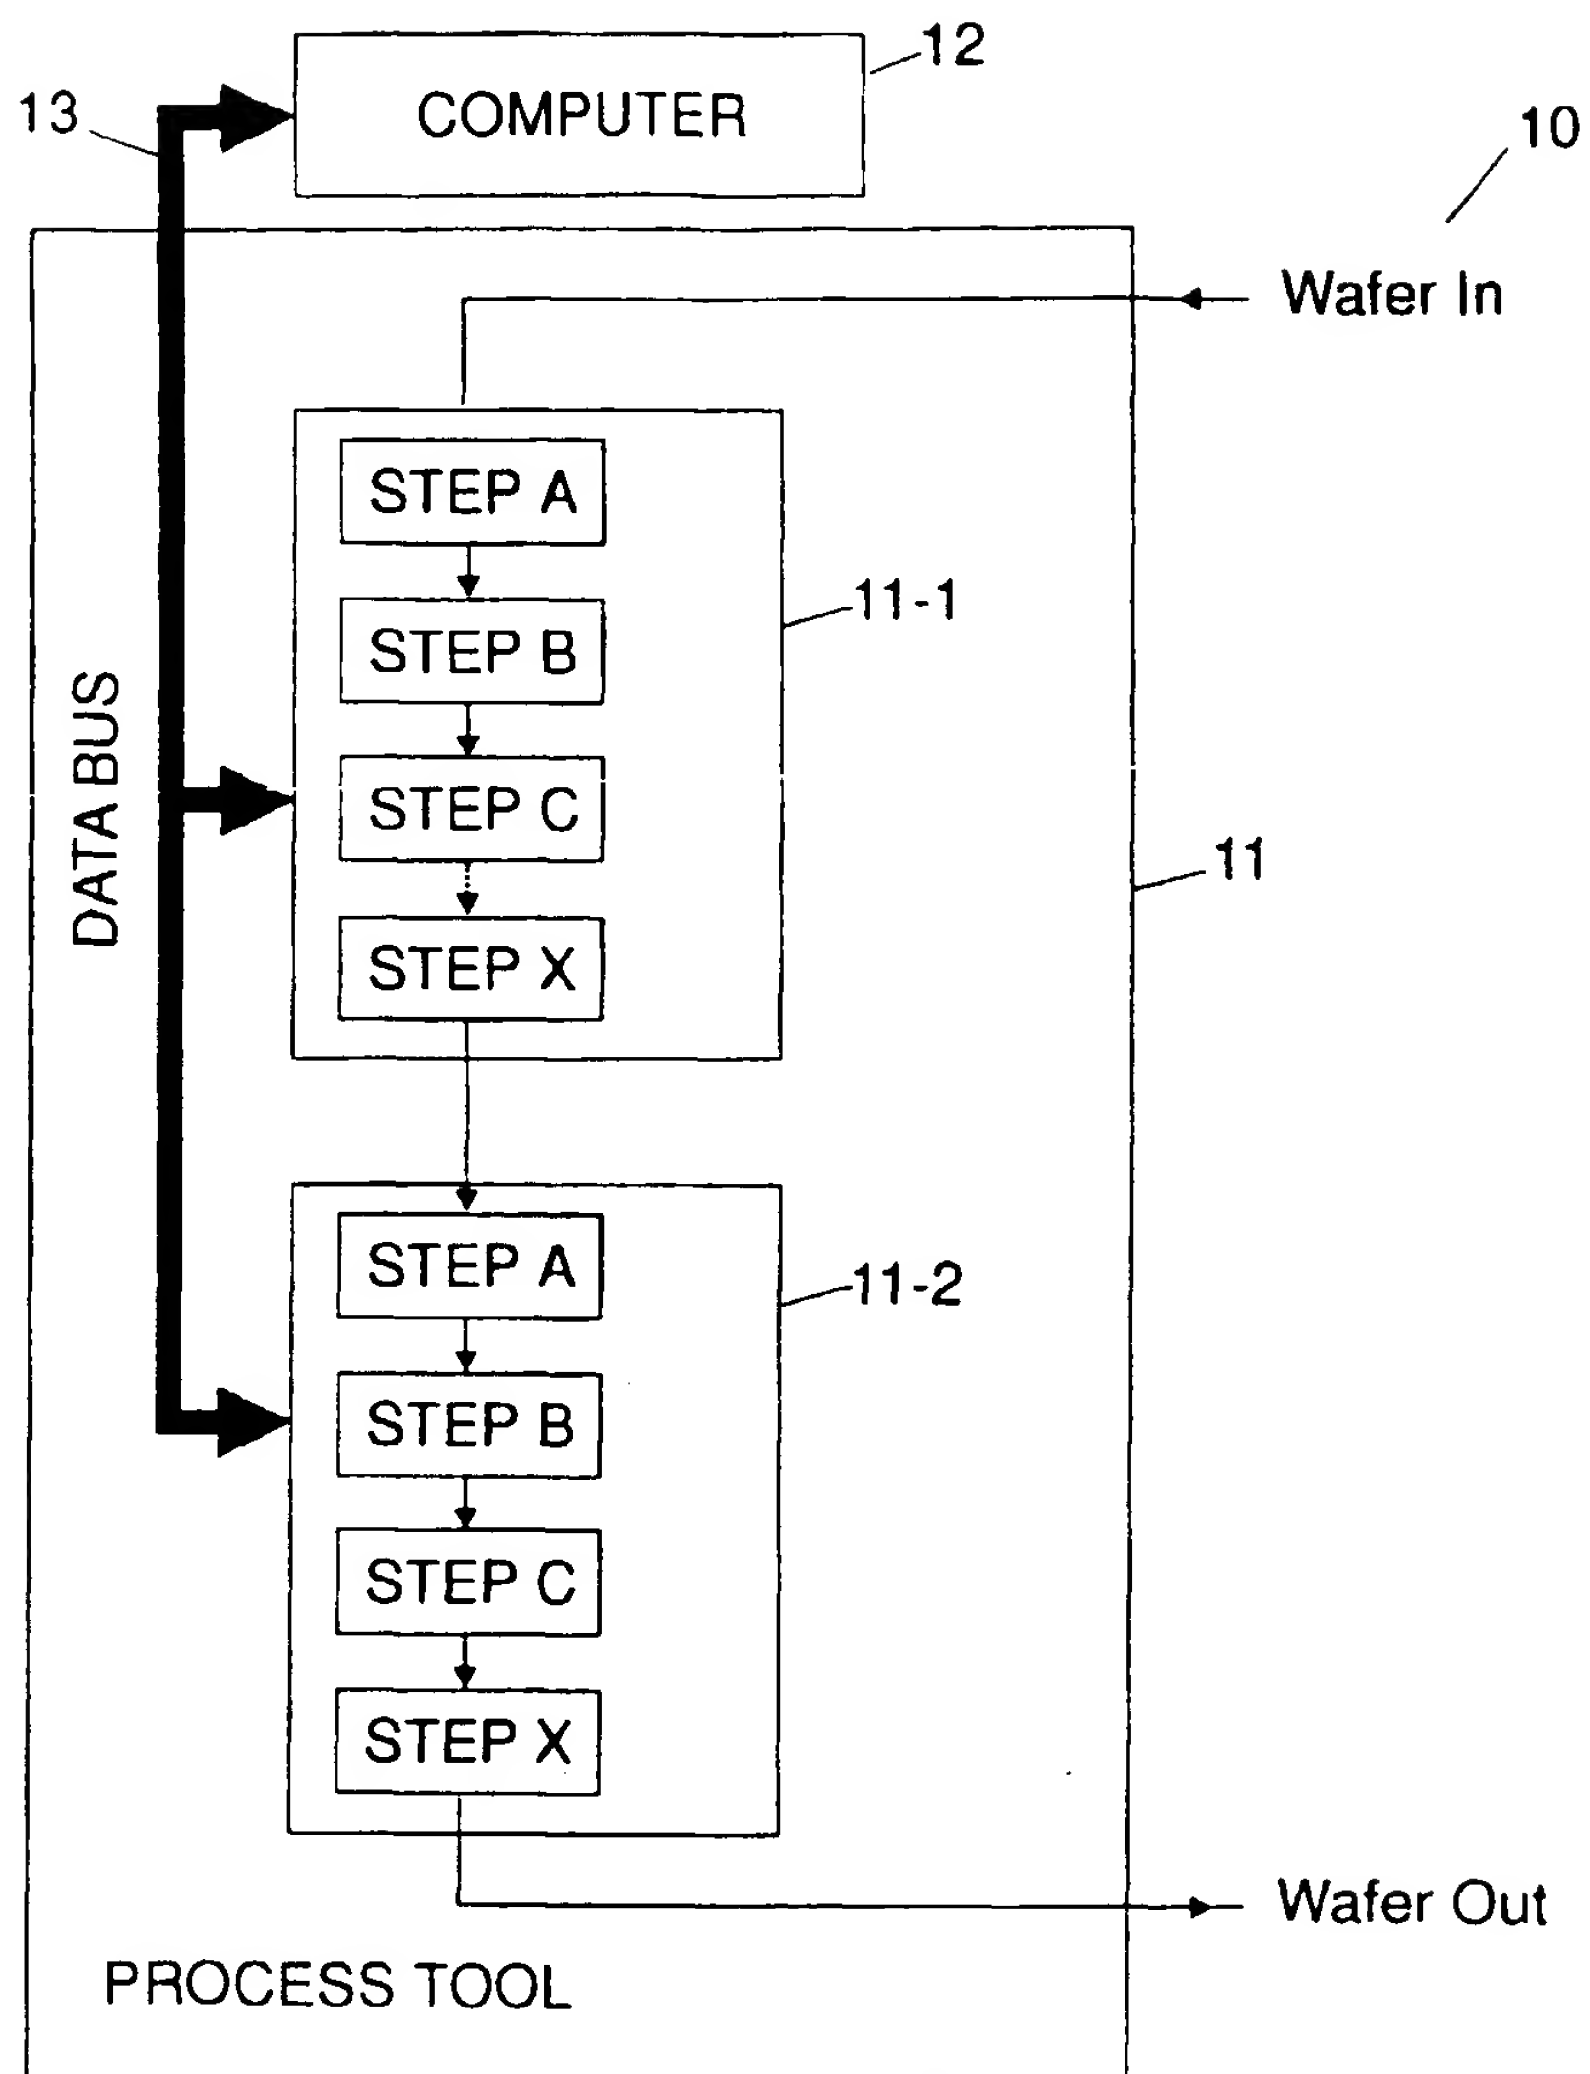 12
COMPUTER
13
10
Wafer In
STEP A
11-1
STEP B
DATA BUS
STEP C
11
STEP X
STEP A
11-2
STEP B
STEP C
STEP X
Wafer Out
PROCESS TOOL